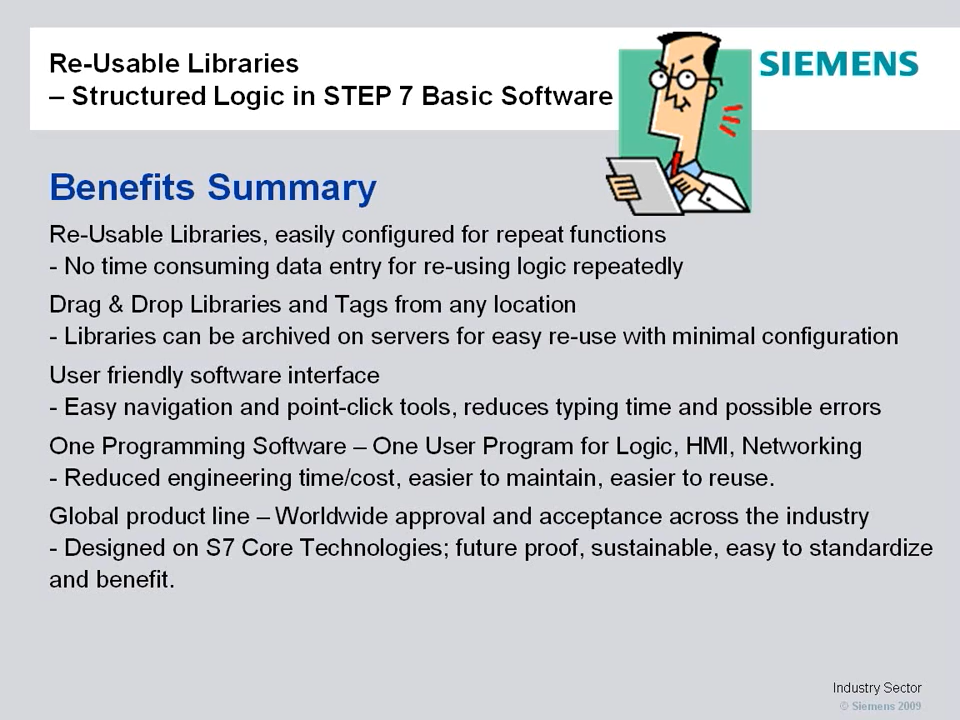 Re-Usable Libraries
– Structured Logic in STEP 7 Basic Software
SIEMENS
Benefits Summary
Re-Usable Libraries, easily configured for repeat functions
- No time consuming data entry for re-using logic repeatedly
Drag & Drop Libraries and Tags from any location
- Libraries can be archived on servers for easy re-use with minimal configuration
User friendly software interface
- Easy navigation and point-click tools, reduces typing time and possible errors
One Programming Software – One User Program for Logic, HMI, Networking
- Reduced engineering time/cost, easier to maintain, easier to reuse.
Global product line – Worldwide approval and acceptance across the industry
- Designed on S7 Core Technologies; future proof, sustainable, easy to standardize
and benefit.
Industry Sector
© Siemens 2009